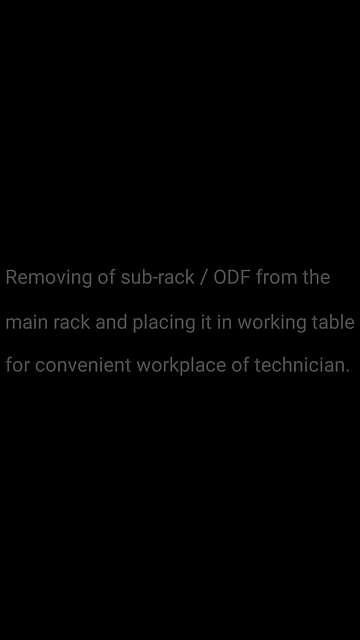 Removing of sub-rack / ODF from the
main rack and placing it in working table
for convenient workplace of technician.